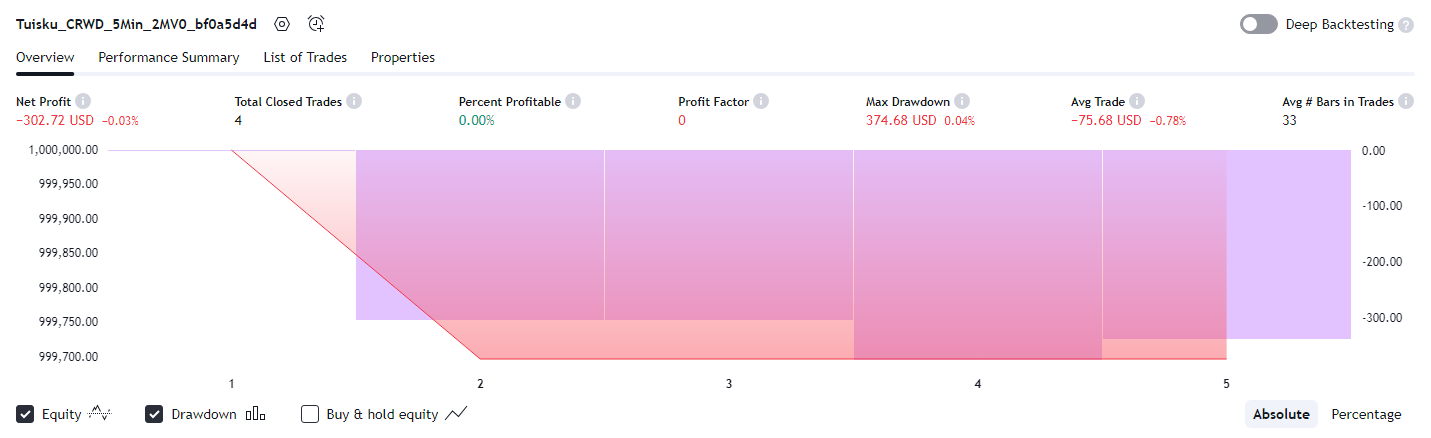 Tuisku_CRWD_5Min_2MV0_bf0a5d4d
Deep Backtesting ?
Overview Performance Summary List of Trades Properties
Net Profit Total Closed Trades Percent Profitable Profit Factor Max Drawdown Avg Trade Avg # Bars in Trades
−302.72 USD −0.03% 4 0.00% 0 374.68 USD 0.04% −75.68 USD −0.78% 33
1,000,000.00 0.00
999,950.00
999,900.00 -100.00
999,850.00 -200.00
999,800.00
999,750.00 -300.00
999,700.00
1 2 3 4 5
Equity Drawdown Buy & hold equity Absolute Percentage